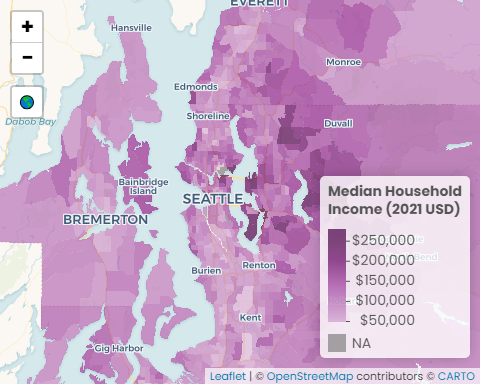 EVERETT
+
−
Hansville
Monroe
Edmonds
Dabob Bay
Shoreline
Duvall
Bainbridge
Island
SEATTLE
BREMERTON
Median Household
Income (2021 USD)
$250,000
$200,000
$150,000
$100,000
$50,000
NA
Burien
Renton
Kent
Gig Harbor
Leaflet | © OpenStreetMap contributors © CARTO